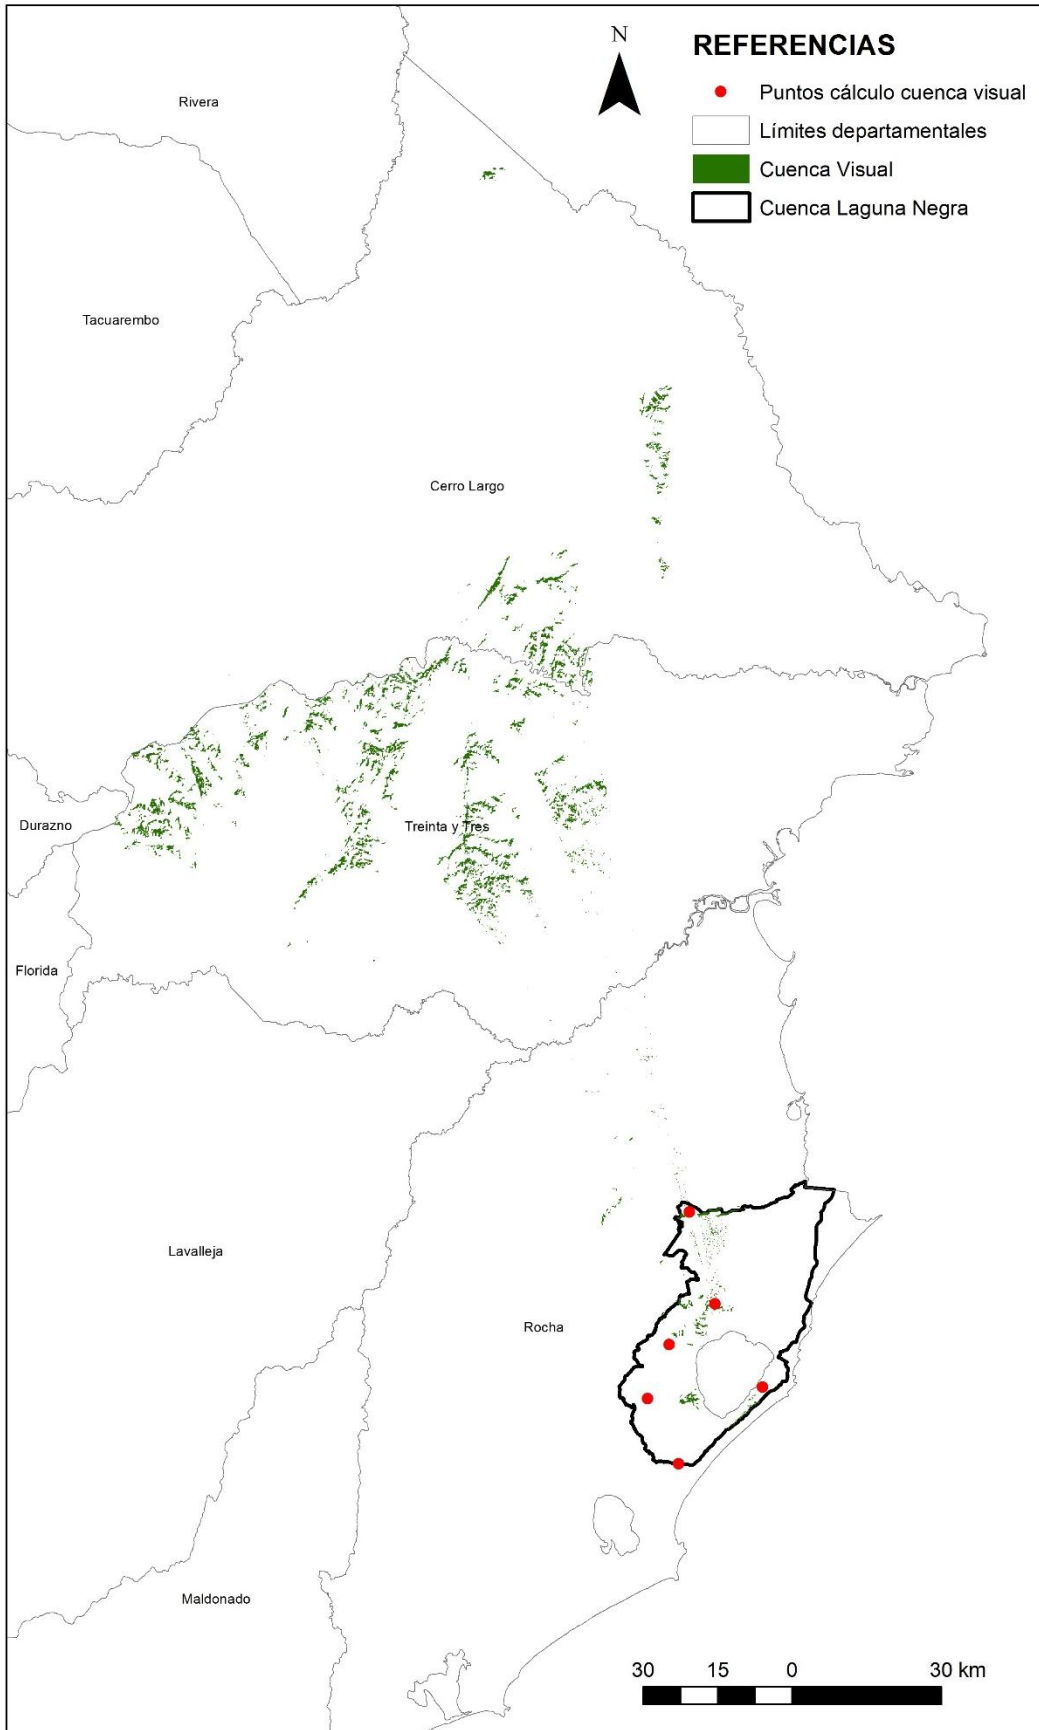 N
REFERENCIAS
Puntos cálculo cuenca visual
Límites departamentales
Cuenca Visual
Cuenca Laguna Negra
Rivera
Tacuarembo
Cerro Largo
Durazno
Treinta y Tres
Florida
Lavalleja
Rocha
Maldonado
30 15 0 30 km